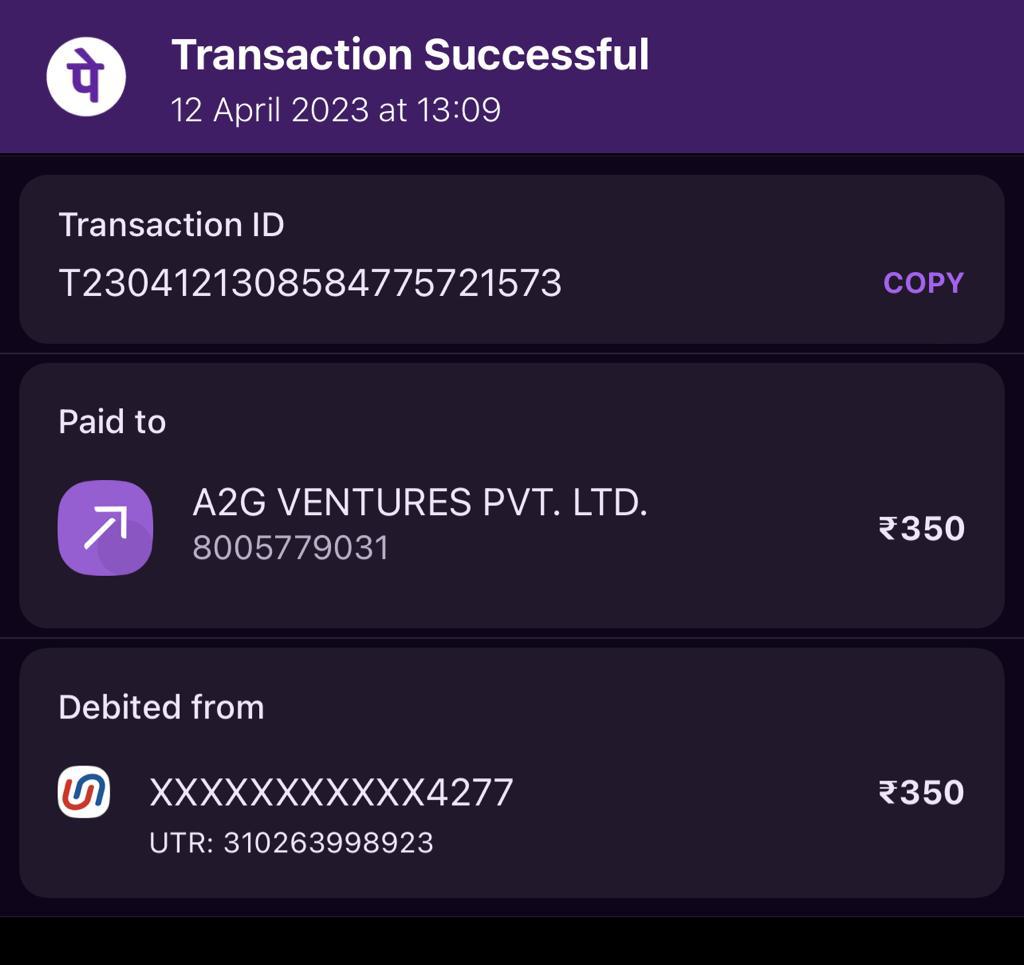 पे
Transaction Successful
12 April 2023 at 13:09
Transaction ID
T2304121308584775721573
COPY
Paid to
A2G VENTURES PVT. LTD.
8005779031
₹350
Debited from
XXXXXXXXXXX4277
₹350
UTR: 310263998923